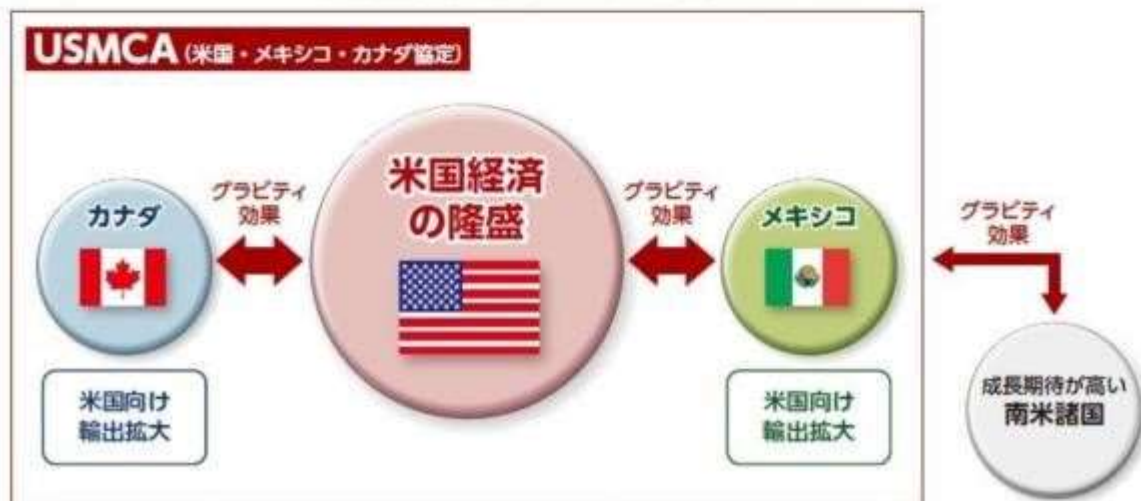 USMCA(米国・メキシコ・カナダ協定)
カナダ
グラビティ
効果
米国経済
の隆盛
グラビティ
効果
メキシコ
グラビティ
効果
米国向け
輸出拡大
米国向け
輸出拡大
成長期待が高い
南米諸国